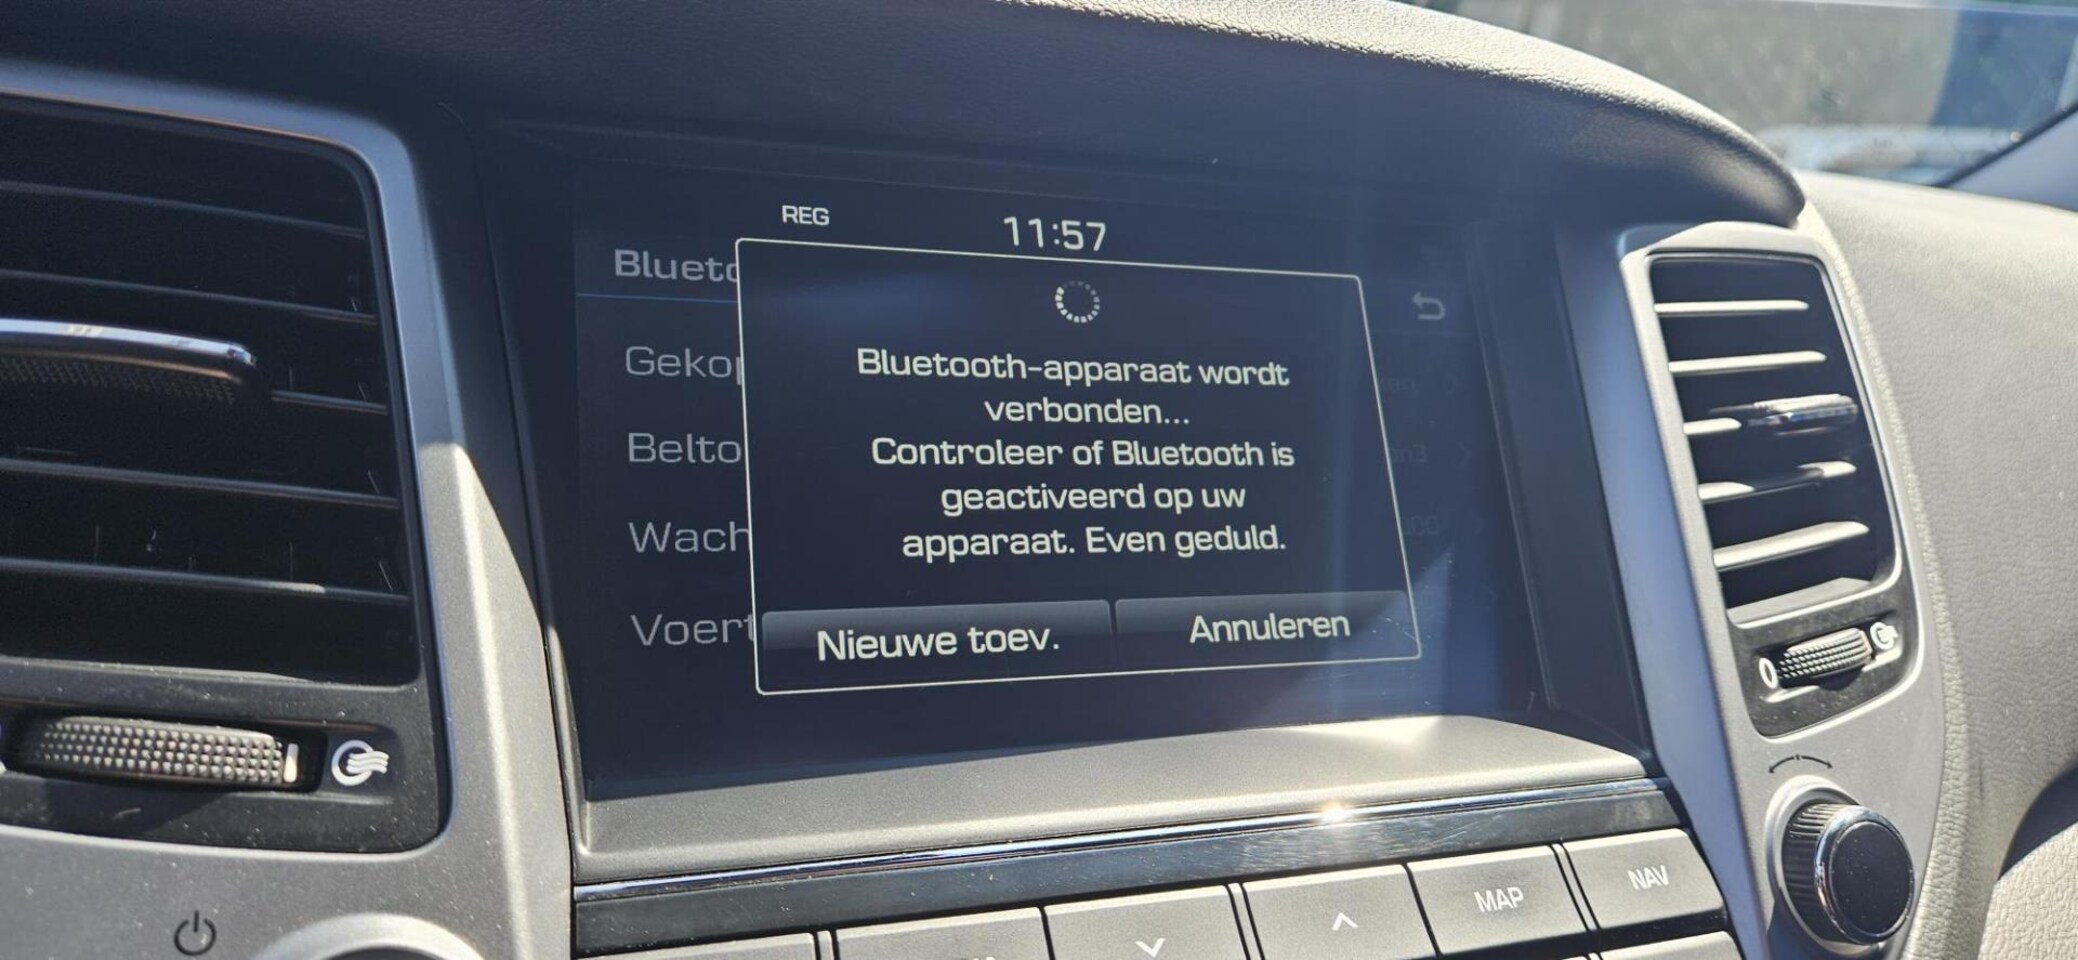 REG
11:57
Blueto
Gekop
Belto
Wach
Voert
Bluetooth-apparaat wordt
verbonden...
Controleer of Bluetooth is
geactiveerd op uw
apparaat. Even geduld.
Nieuwe toev.
Annuleren
MAP
NAV